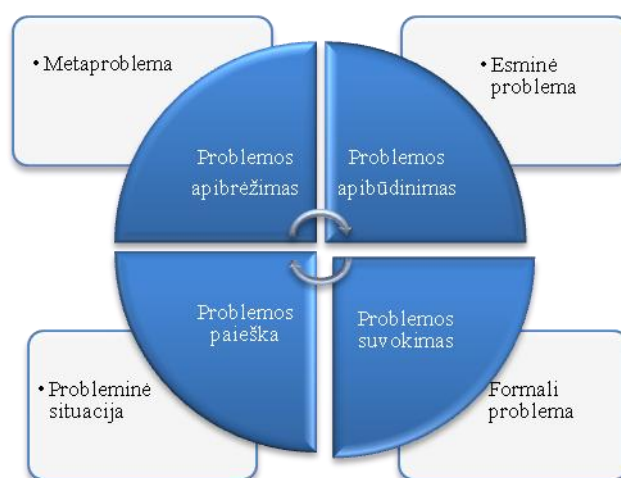 • Metaproblema
• Esminė
problema
Problemos
apibrėžimas
Problemos
apibūdinimas
Problemos
paieška
Problemos
suvokimas
• Probleminė
situacija
Formali
problema